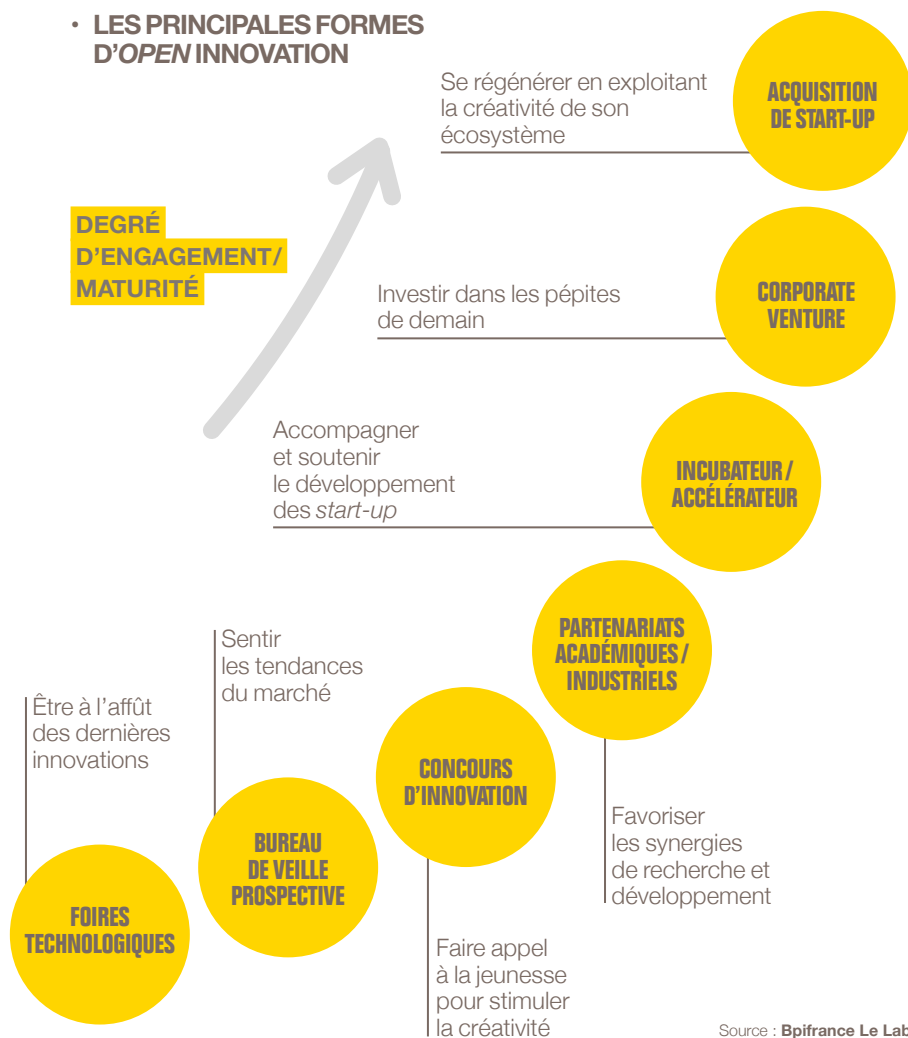 • LES PRINCIPALES FORMES
D'OPEN INNOVATION
Se régénérer en exploitant
la créativité de son
écosystème
ACQUISITION
DE START-UP
DEGRÉ
D'ENGAGEMENT/
MATURITÉ
Investir dans les pépites
de demain
CORPORATE
VENTURE
Accompagner
et soutenir
le développement
des start-up
INCUBATEUR /
ACCÉLÉRATEUR
PARTENARIATS
ACADÉMIQUES /
INDUSTRIELS
Favoriser
les synergies
de recherche et
développement
CONCOURS
D'INNOVATION
Faire appel
à la jeunesse
pour stimuler
la créativité
Sentir
les tendances
du marché
BUREAU
DE VEILLE
PROSPECTIVE
Être à l'affût
des dernières
innovations
FOIRES
TECHNOLOGIQUES
Source : Bpifrance Le Lab